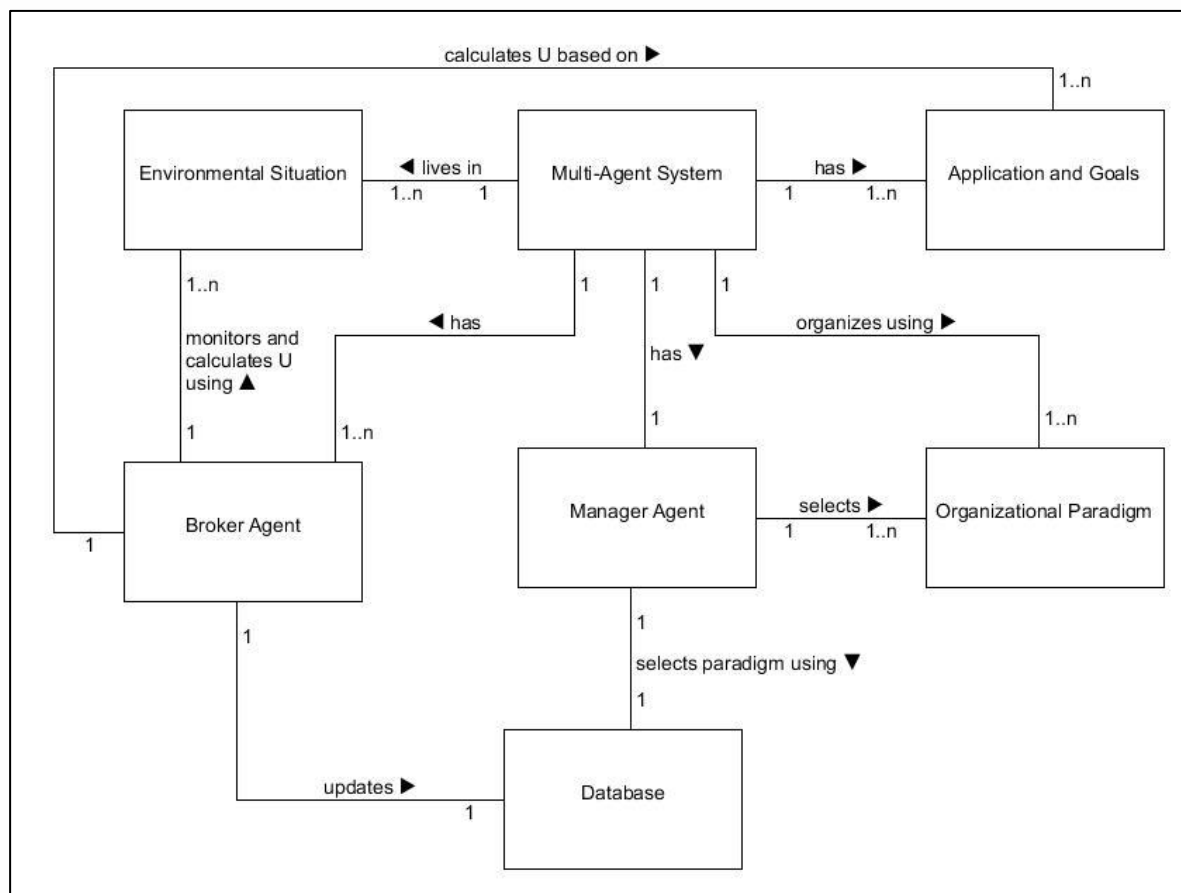 calculates U based on ►
1..n
Environmental Situation
◄ lives in
1..n
1
Multi-Agent System
has ►
1
1..n
Application and Goals
1..n
monitors and
calculates U
using ▲
1
1
◄ has
1..n
1
has ▼
1
1
organizes using ►
1..n
1
Broker Agent
Manager Agent
selects ►
1
1..n
Organizational Paradigm
1
1
selects paradigm using ▼
1
updates ►
1
Database